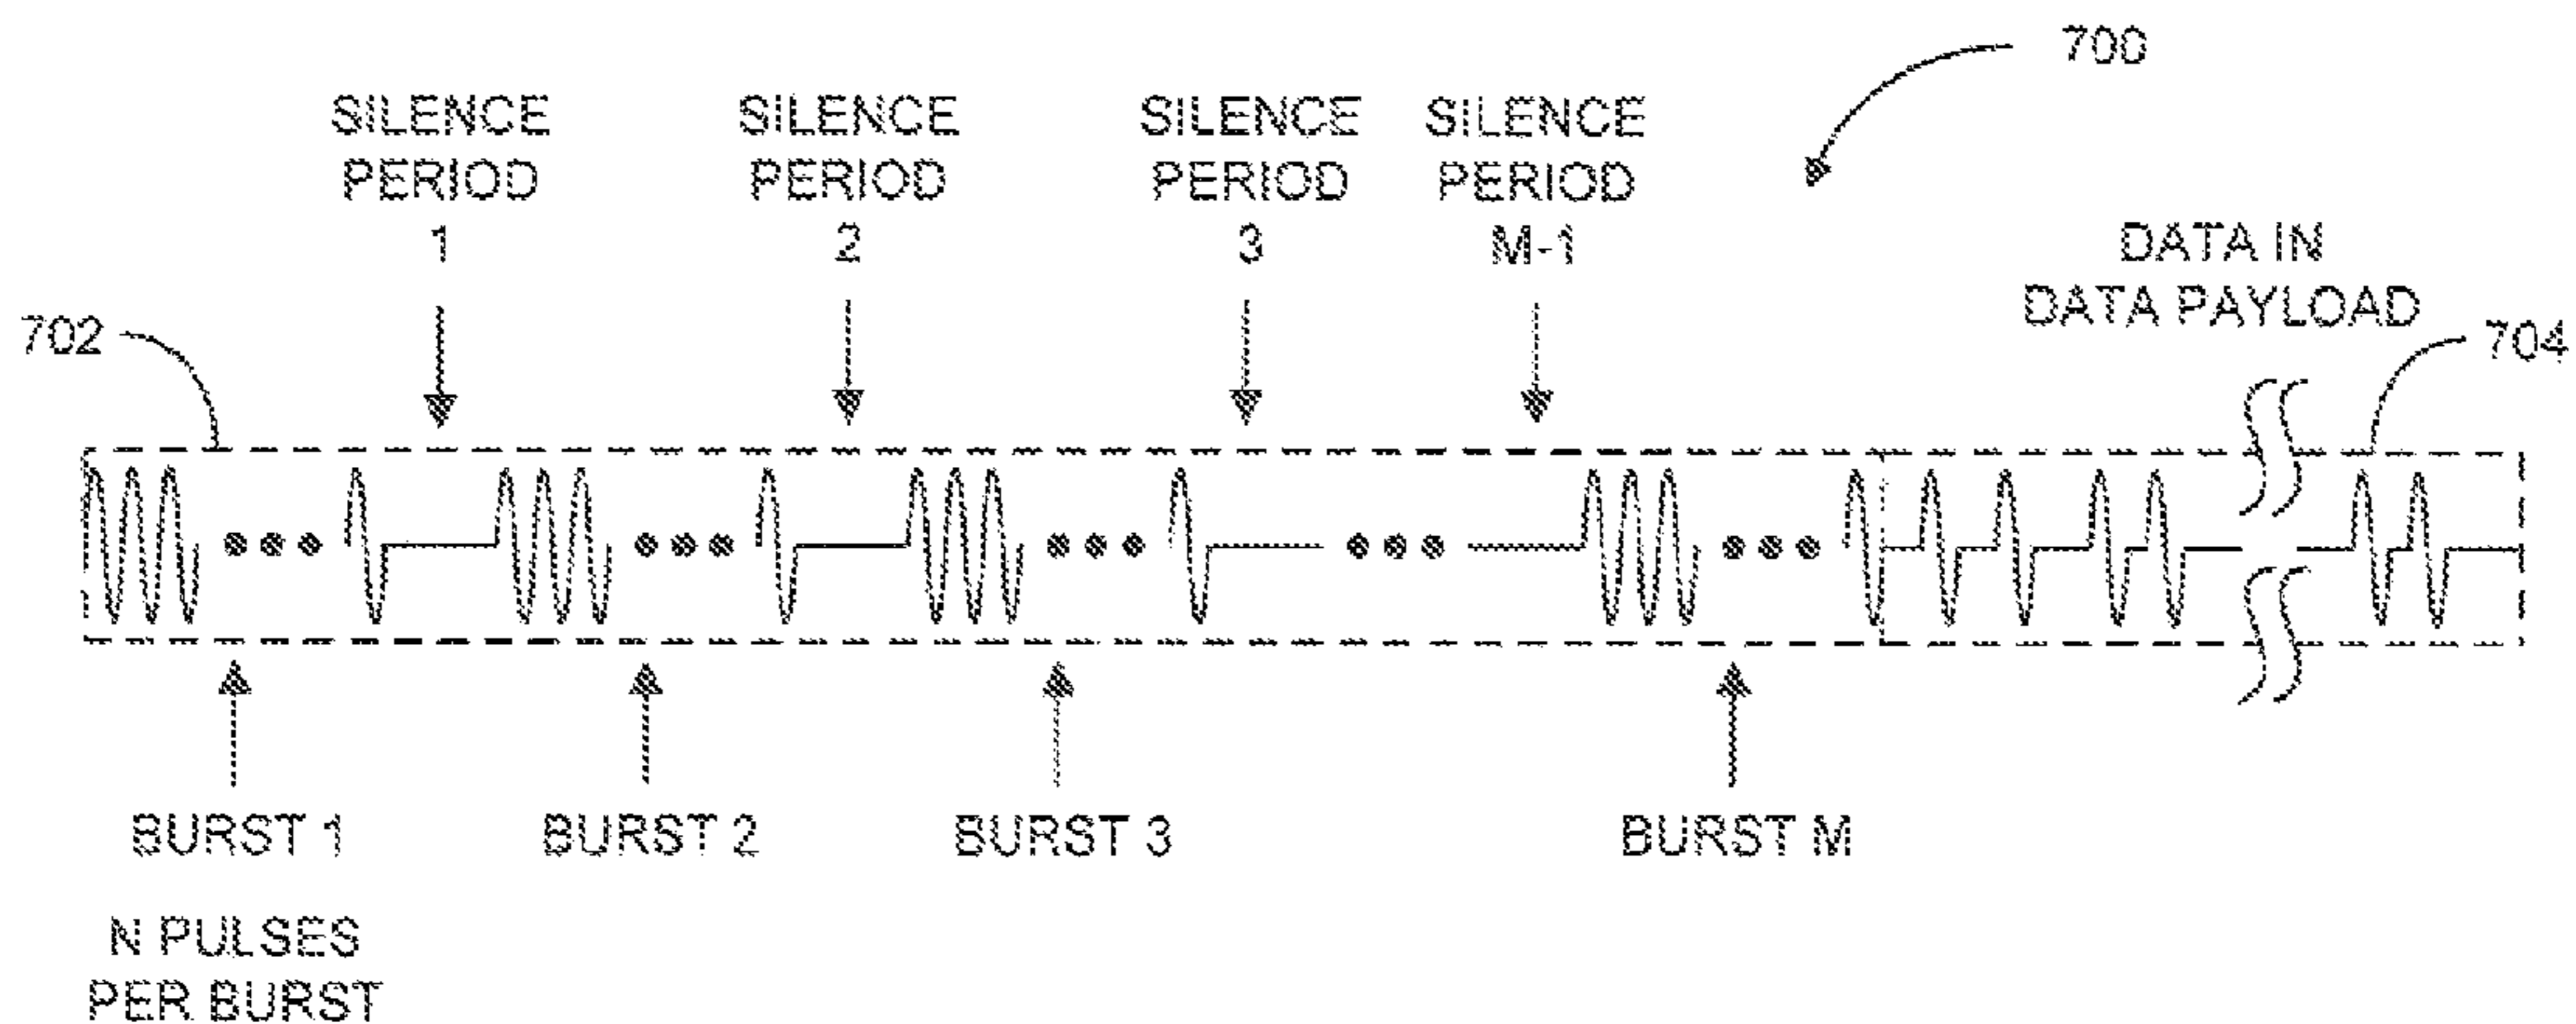 700
SILENCE
PERIOD
1
SILENCE
PERIOD
2
SILENCE
PERIOD
3
SILENCE
PERIOD
M-1
DATA IN
DATA PAYLOAD
702
704
BURST 1
BURST 2
BURST 3
BURST M
N PULSES
PER BURST